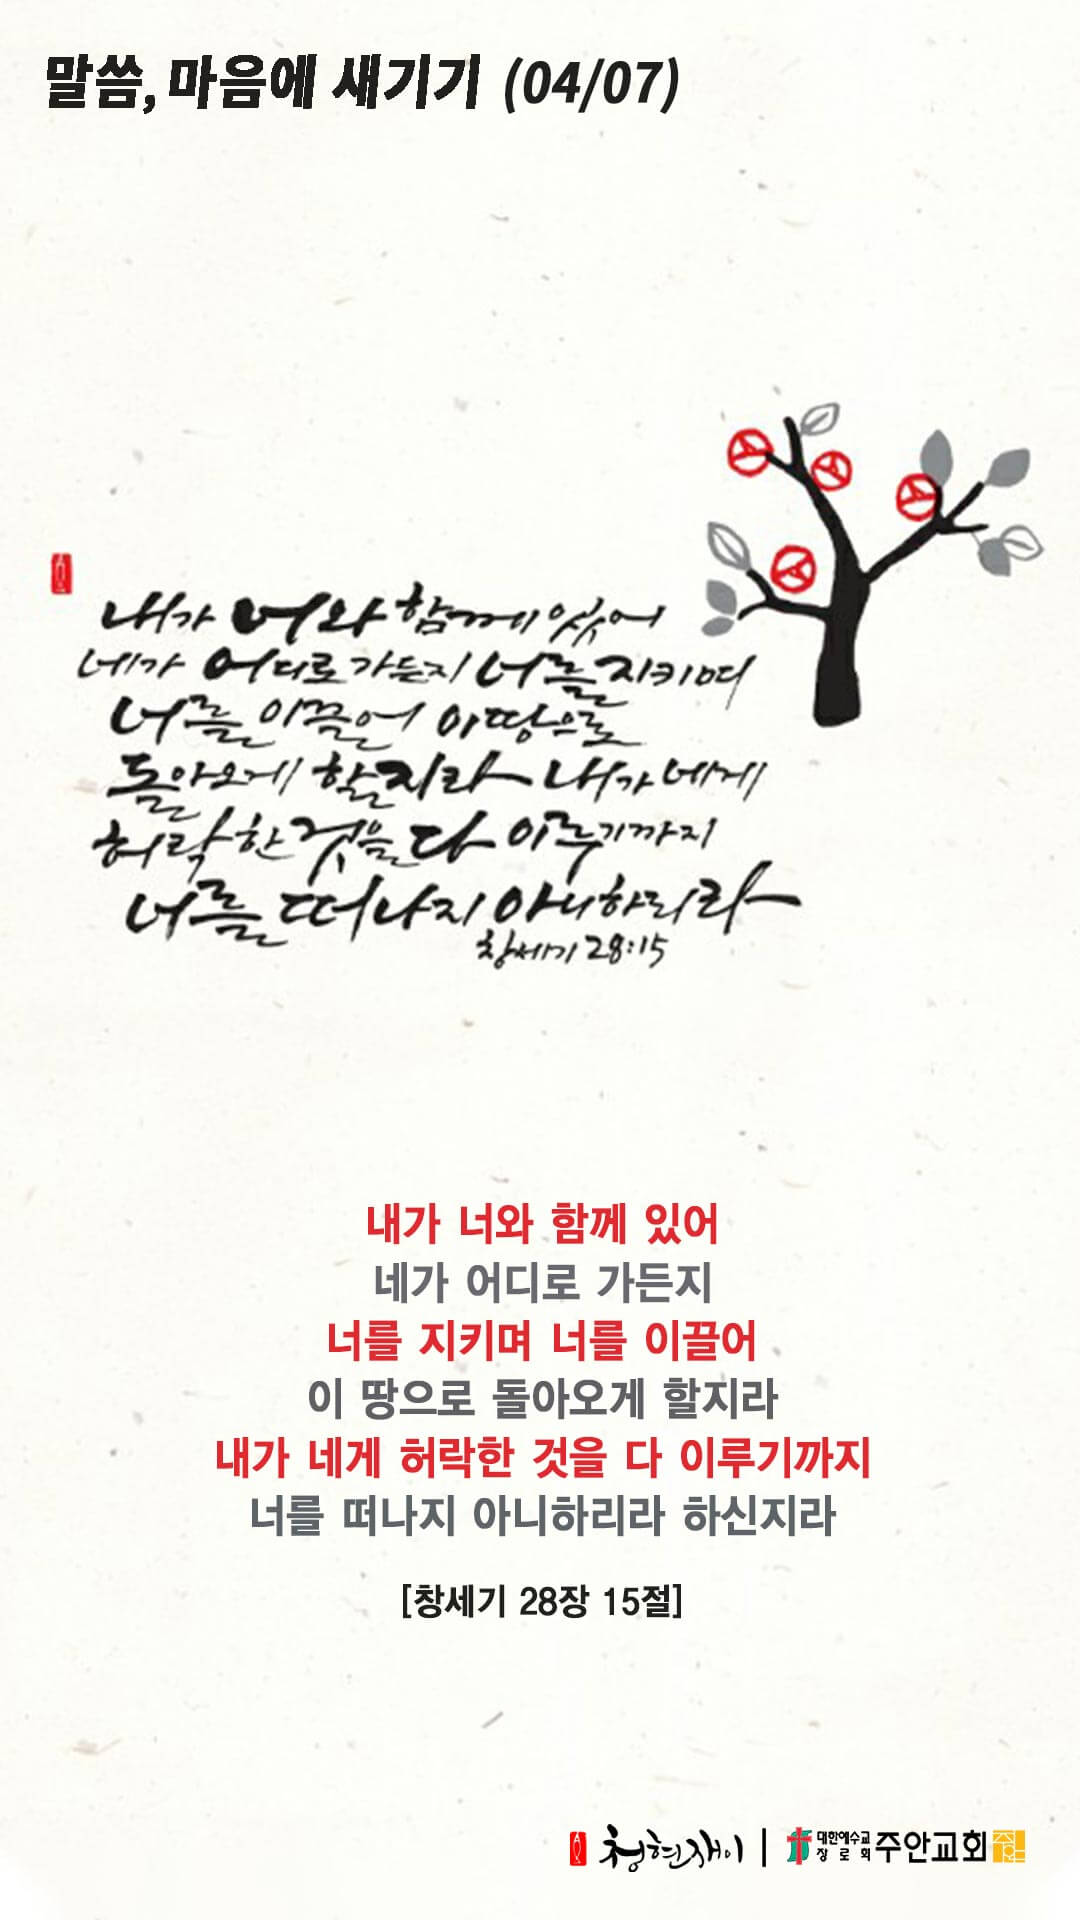 말씀, 마음에 새기기 (04/07)
내가 너와 함께 있어
네가 어디로 가든지 너를 지키며
너를 이끌어 이 땅으로
돌아오게 할지라 내가 네게
허락한 것을 다 이루기까지
너를 떠나지 아니하리라
창세기 28:15
내가 너와 함께 있어
네가 어디로 가든지
너를 지키며 너를 이끌어
이 땅으로 돌아오게 할지라
내가 네게 허락한 것을 다 이루기까지
너를 떠나지 아니하리라 하신지라
[창세기 28장 15절]
청현재이 | 대한예수교 장로회 주안교회